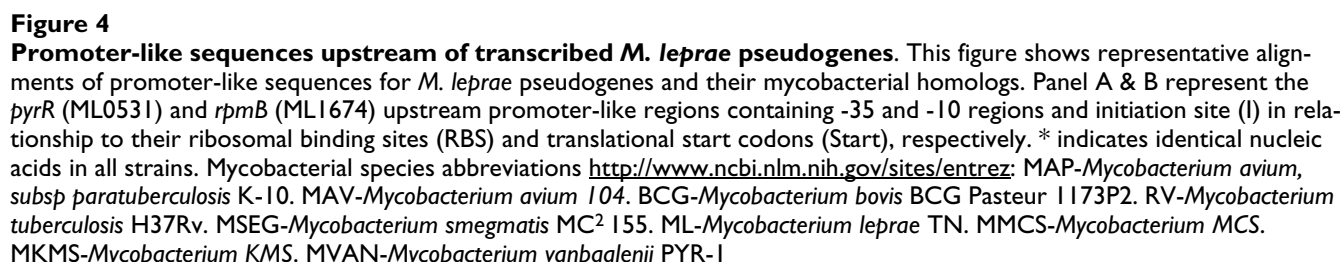 Figure 4
Promoter-like sequences upstream of transcribed M. leprae pseudogenes. This figure shows representative align-
ments of promoter-like sequences for M. leprae pseudogenes and their mycobacterial homologs. Panel A & B represent the
pyrR (ML0531) and rpmB (ML1674) upstream promoter-like regions containing -35 and -10 regions and initiation site (I) in rela-
tionship to their ribosomal binding sites (RBS) and translational start codons (Start), respectively. * indicates identical nucleic
acids in all strains. Mycobacterial species abbreviations http://www.ncbi.nlm.nih.gov/sites/entrez: MAP-Mycobacterium avium,
subsp paratuberculosis K-10. MAV-Mycobacterium avium 104. BCG-Mycobacterium bovis BCG Pasteur 1173P2. RV-Mycobacterium
tuberculosis H37Rv. MSEG-Mycobacterium smegmatis MC2 155. ML-Mycobacterium leprae TN. MMCS-Mycobacterium MCS.
MKMS-Mycobacterium KMS. MVAN-Mycobacterium vanbaalenii PYR-1